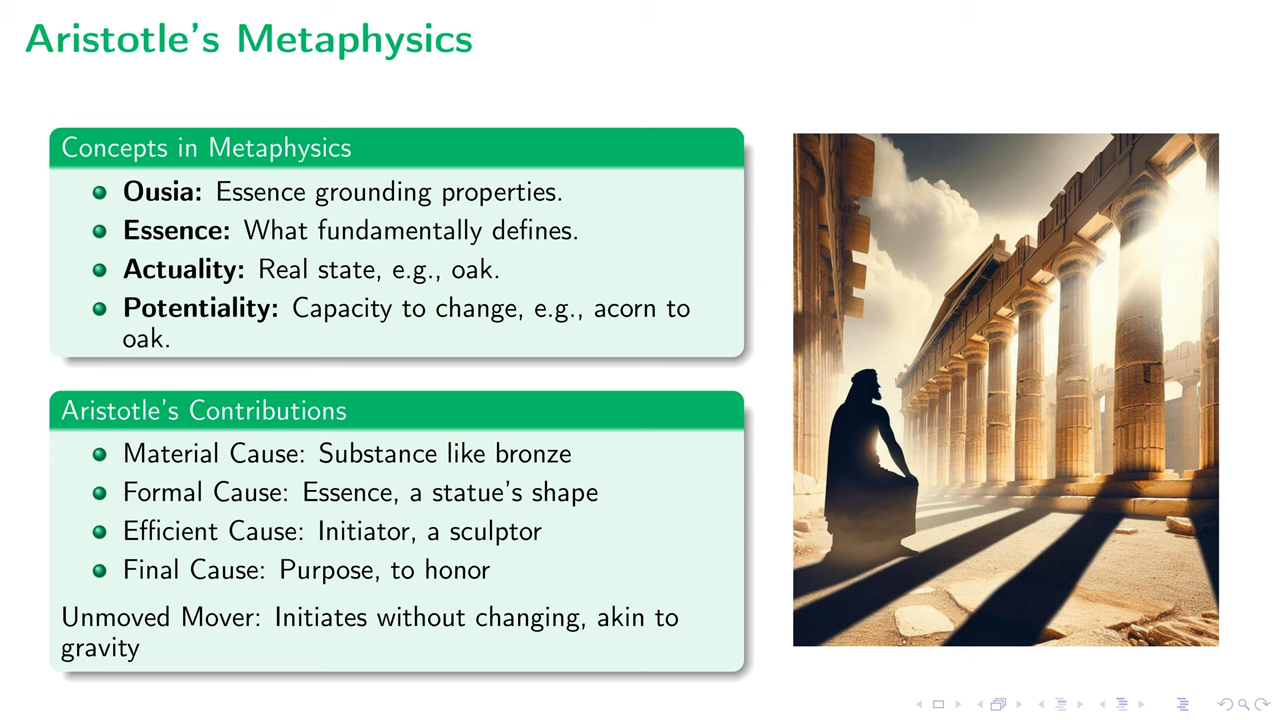 Aristotle's Metaphysics
Concepts in Metaphysics
Ousia: Essence grounding properties.
Essence: What fundamentally defines.
Actuality: Real state, e.g., oak.
Potentiality: Capacity to change, e.g., acorn to
oak.
Aristotle's Contributions
Material Cause: Substance like bronze
Formal Cause: Essence, a statue's shape
Efficient Cause: Initiator, a sculptor
Final Cause: Purpose, to honor
Unmoved Mover: Initiates without changing, akin to
gravity